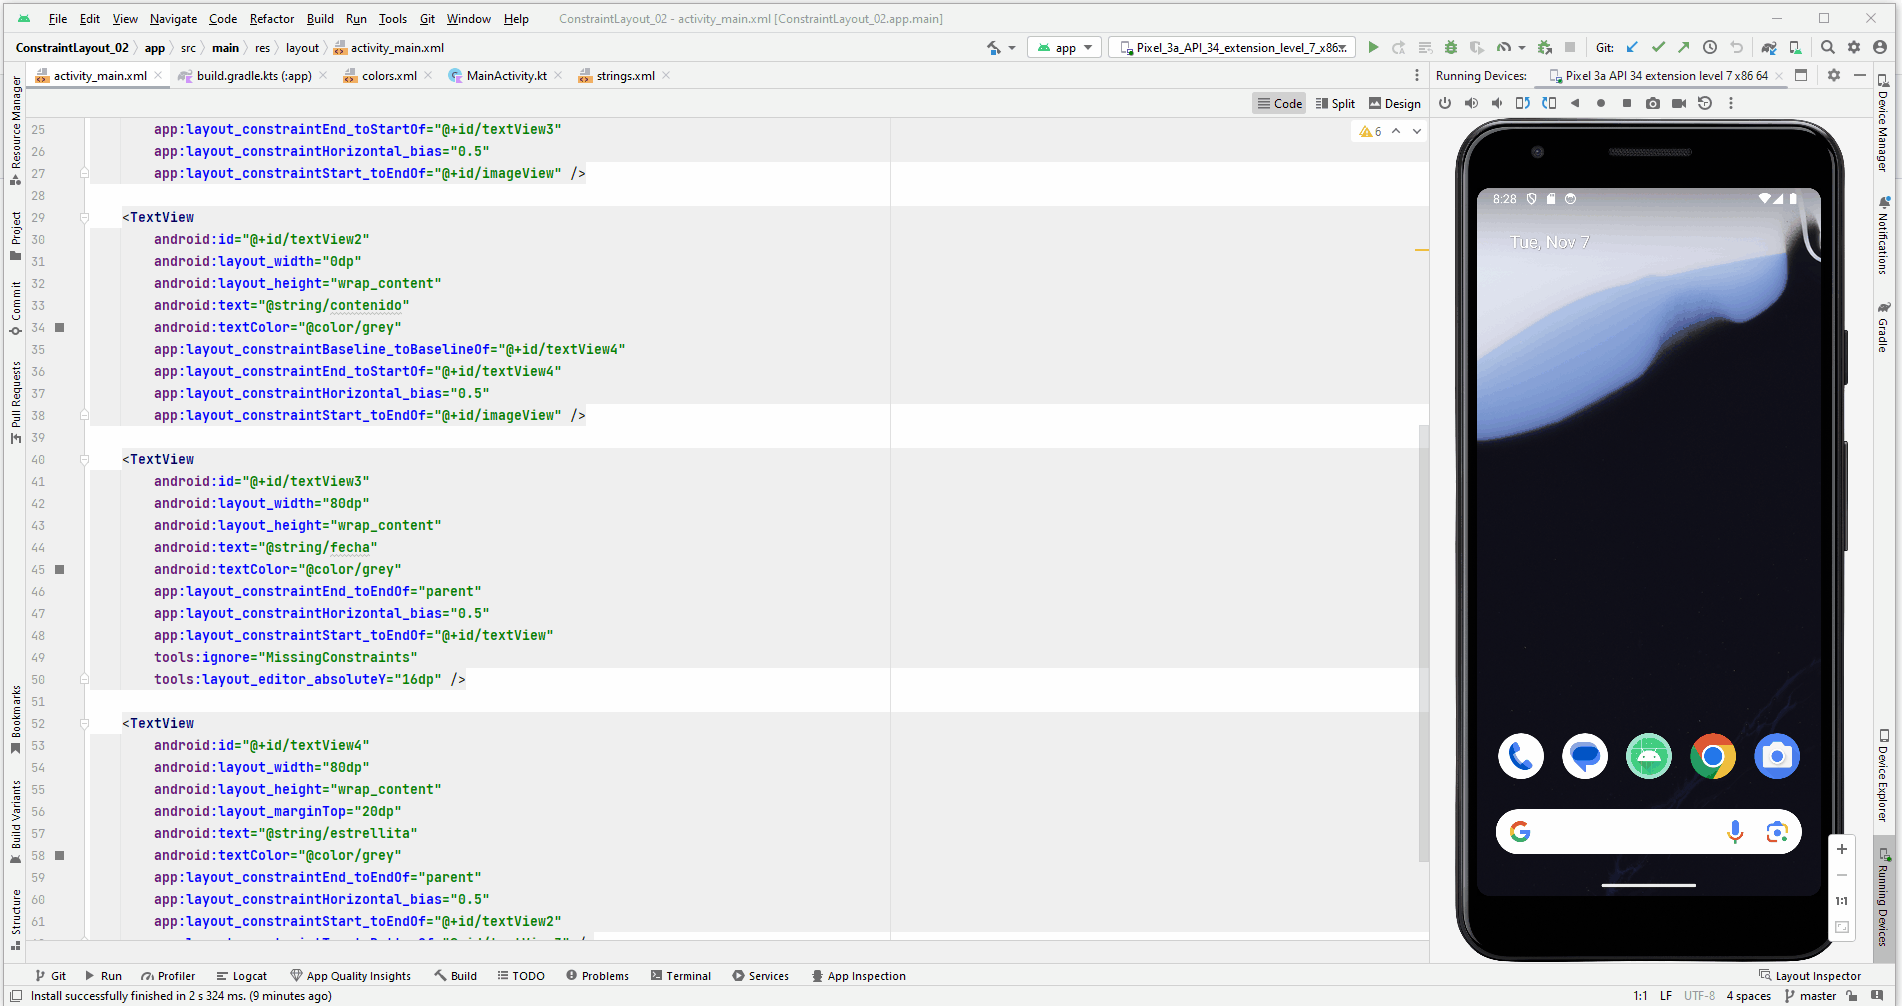 File Edit View Navigate Code Refactor Build Run Tools Git Window Help ConstraintLayout_02 - activity_main.xml [ConstraintLayout_02.app.main]
ConstraintLayout_02 app src main res layout activity_main.xml app Pixel_3a_API_34_extension_level_7_x86 Git:
activity_main.xml build.gradle.kts (:app) colors.xml MainActivity.kt strings.xml Running Devices: Pixel 3a API 34 extension level 7 x86 64
Code Split Design
6
25 app:layout_constraintEnd_toStartOf="@+id/textView3"
26 app:layout_constraintHorizontal_bias="0.5"
27 app:layout_constraintStart_toEndOf="@+id/imageView" />
28
29 <TextView
30 android:id="@+id/textView2"
31 android:layout_width="0dp"
32 android:layout_height="wrap_content"
33 android:text="@string/contenido"
34 android:textColor="@color/grey"
35 app:layout_constraintBaseline_toBaselineOf="@+id/textView4"
36 app:layout_constraintEnd_toStartOf="@+id/textView4"
37 app:layout_constraintHorizontal_bias="0.5"
38 app:layout_constraintStart_toEndOf="@+id/imageView" />
39
40 <TextView
41 android:id="@+id/textView3"
42 android:layout_width="80dp"
43 android:layout_height="wrap_content"
44 android:text="@string/fecha"
45 android:textColor="@color/grey"
46 app:layout_constraintEnd_toEndOf="parent"
47 app:layout_constraintHorizontal_bias="0.5"
48 app:layout_constraintStart_toEndOf="@+id/textView"
49 tools:ignore="MissingConstraints"
50 tools:layout_editor_absoluteY="16dp" />
51
52 <TextView
53 android:id="@+id/textView4"
54 android:layout_width="80dp"
55 android:layout_height="wrap_content"
56 android:layout_marginTop="20dp"
57 android:text="@string/estrellita"
58 android:textColor="@color/grey"
59 app:layout_constraintEnd_toEndOf="parent"
60 app:layout_constraintHorizontal_bias="0.5"
61 app:layout_constraintStart_toEndOf="@+id/textView2"
Resource Manager
Project
Commit
Pull Requests
Bookmarks
Build Variants
Structure
8:28
Tue, Nov 7
1:1
Device Manager
Notifications
Gradle
Device Explorer
Running Devices
Git Run Profiler Logcat App Quality Insights Build TODO Problems Terminal Services App Inspection Layout Inspector
Install successfully finished in 2 s 324 ms. (9 minutes ago) 1:1 LF UTF-8 4 spaces master